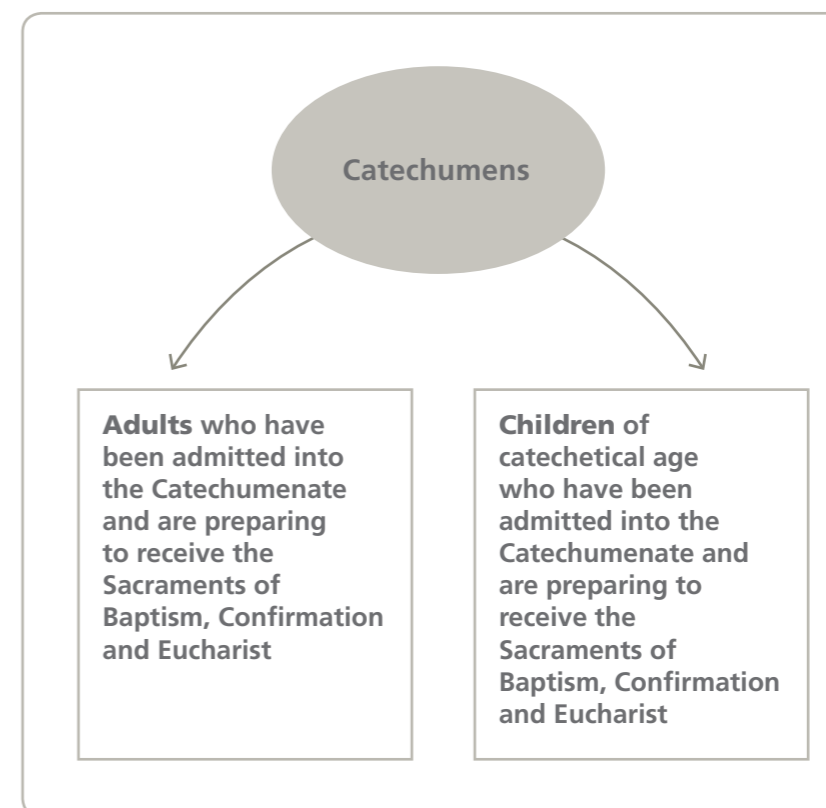 Catechumens
Adults who have
been admitted into
the Catechumenate
and are preparing
to receive the
Sacraments of
Baptism, Confirmation
and Eucharist
Children of
catechetical age
who have been
admitted into the
Catechumenate and
are preparing to
receive the
Sacraments of
Baptism, Confirmation
and Eucharist